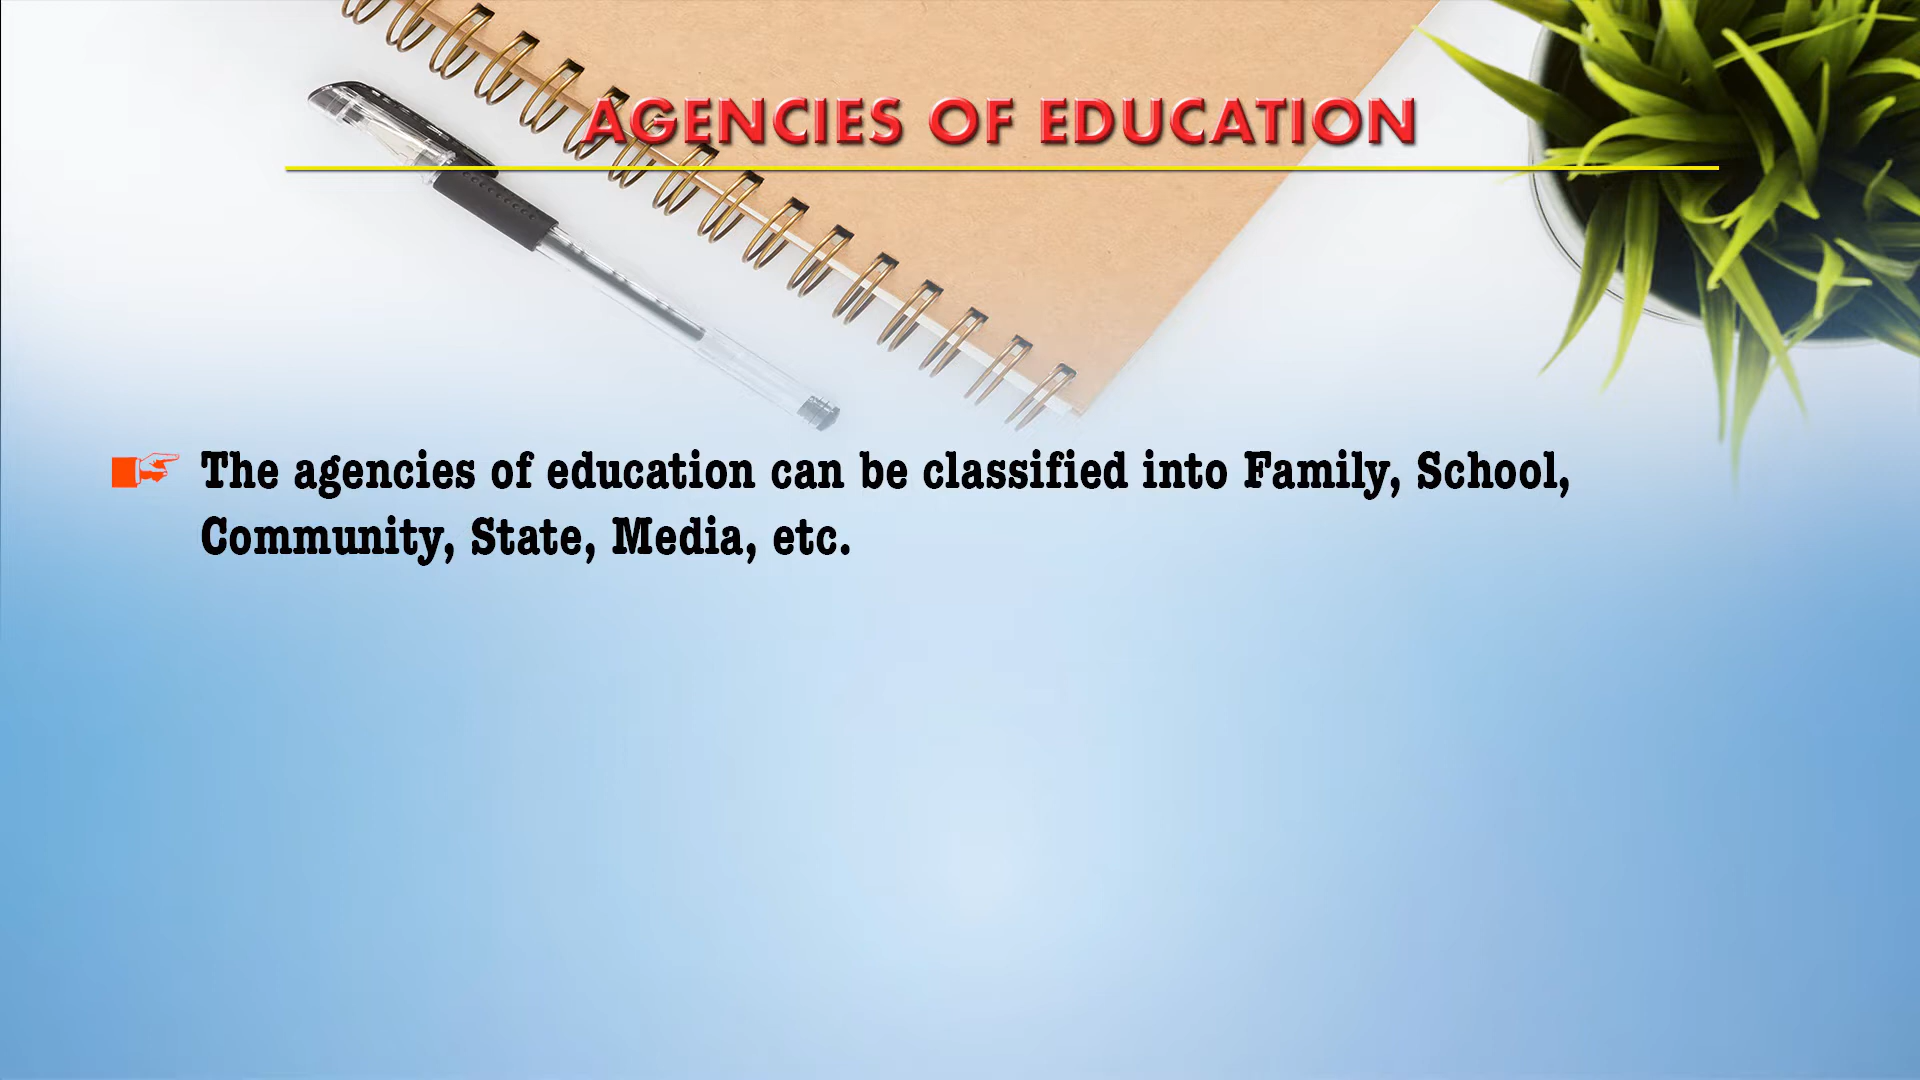 AGENCIES OF EDUCATION
The agencies of education can be classified into Family, School,
Community, State, Media, etc.